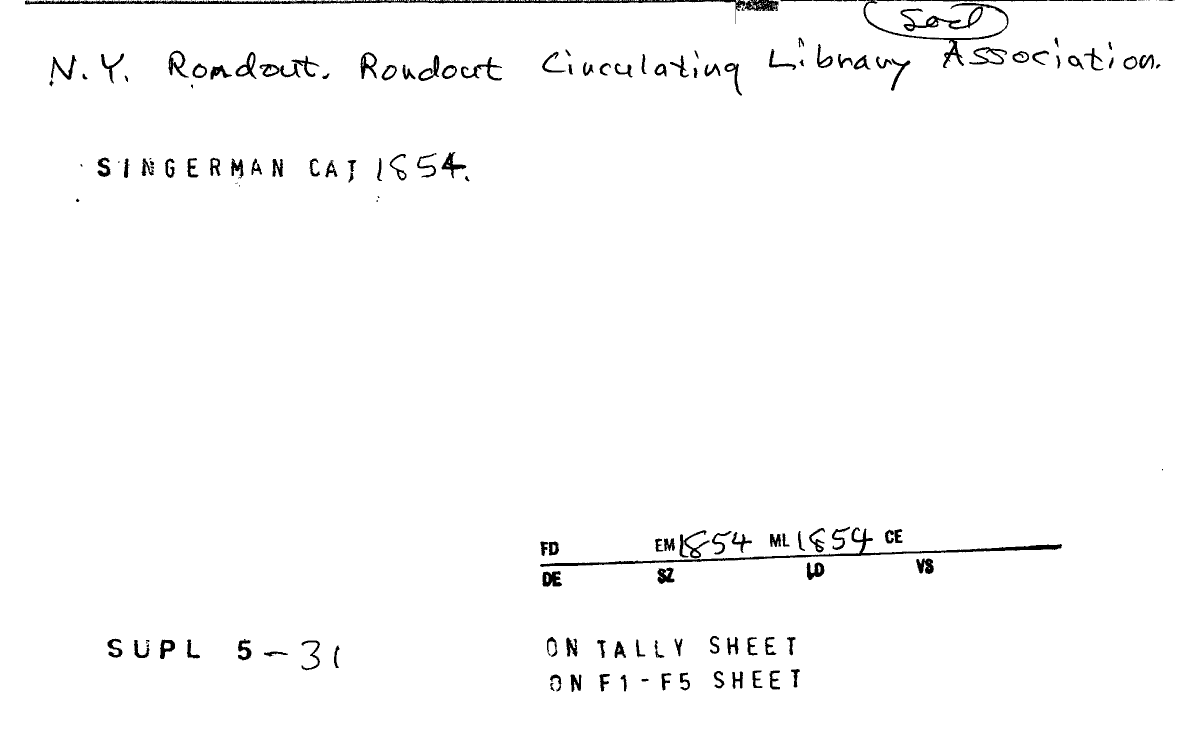 Socl
N.Y. Rondout. Rondout Circulating Library Association.
SINGERMAN CAT 1854.
FD EM 1854 ML 1854 CE
DE SZ LD VS
SUPL 5-31 ON TALLY SHEET
ON F1-F5 SHEET